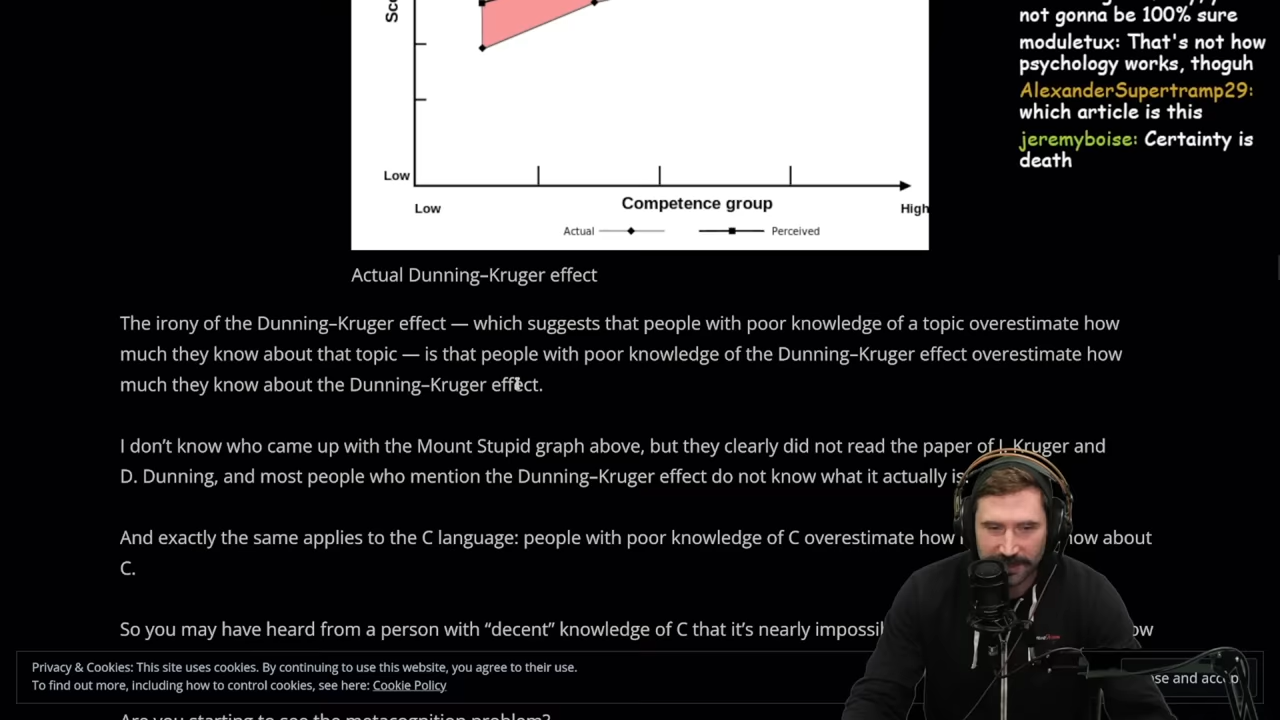 not gonna be 100% sure
moduletux: That's not how
psychology works, thoguh
AlexanderSupertramp29:
which article is this
jeremyboise: Certainty is
death
Low
Low
Competence group
High
Actual
Perceived
Actual Dunning–Kruger effect
The irony of the Dunning–Kruger effect — which suggests that people with poor knowledge of a topic overestimate how
much they know about that topic — is that people with poor knowledge of the Dunning–Kruger effect overestimate how
much they know about the Dunning–Kruger effect.
I don't know who came up with the Mount Stupid graph above, but they clearly did not read the paper of J. Kruger and
D. Dunning, and most people who mention the Dunning–Kruger effect do not know what it actually is.
And exactly the same applies to the C language: people with poor knowledge of C overestimate how about
C.
So you may have heard from a person with “decent” knowledge of C that it's nearly
Privacy & Cookies: This site uses cookies. By continuing to use this website, you agree to their use.
To find out more, including how to control cookies, see here: Cookie Policy
and
Are you starting to see the metacognition problem?